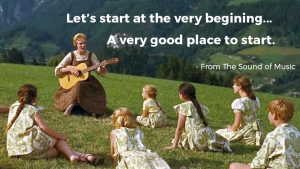 Let's start at the very begining...
A very good place to start.
- From The Sound of Music